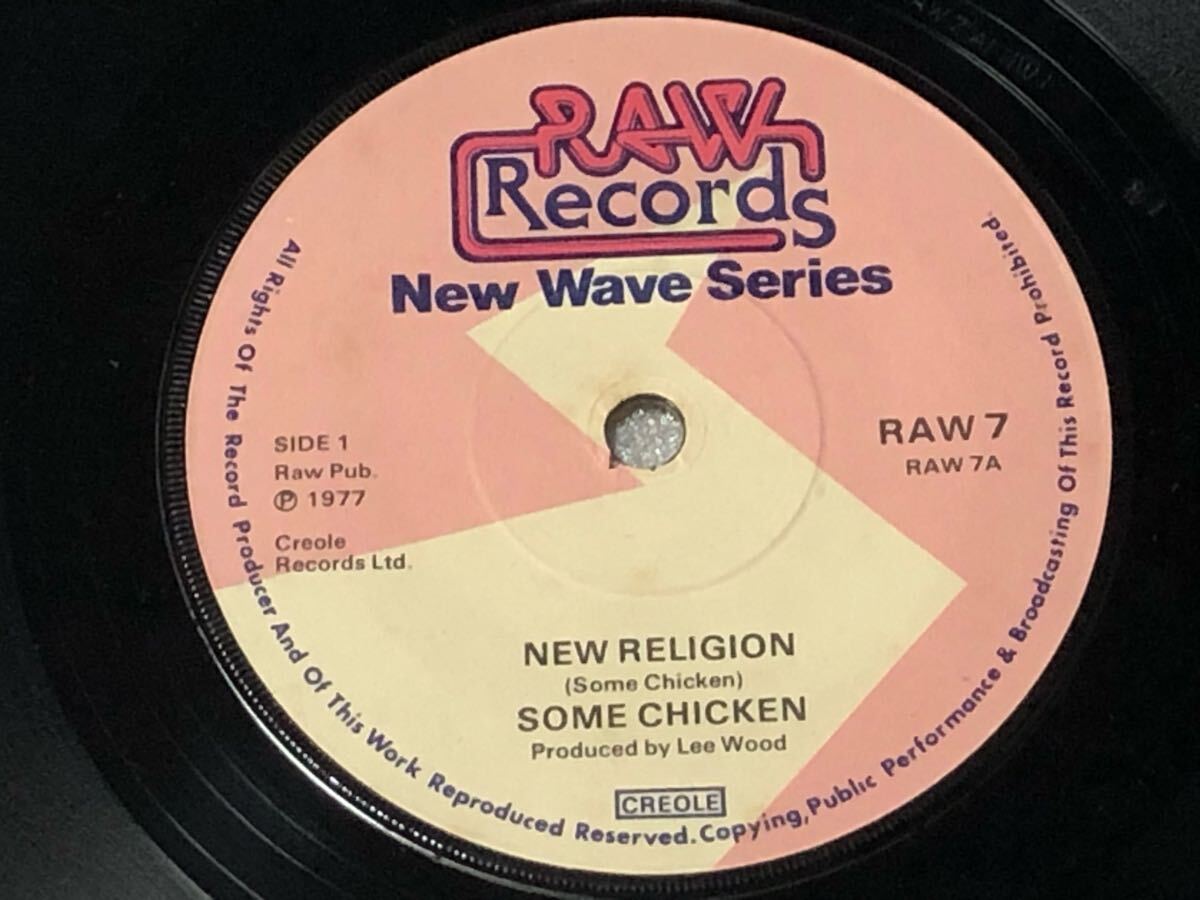 RAW
Records
New Wave Series
SIDE 1
Raw Pub.
Ⓟ 1977
Creole
Records Ltd.
RAW 7
RAW 7A
NEW RELIGION
(Some Chicken)
SOME CHICKEN
Produced by Lee Wood
CREOLE
All Rights Of The Record Producer And Of This Work Reproduced Reserved. Copying, Public Performance & Broadcasting Of This Record Prohibited.